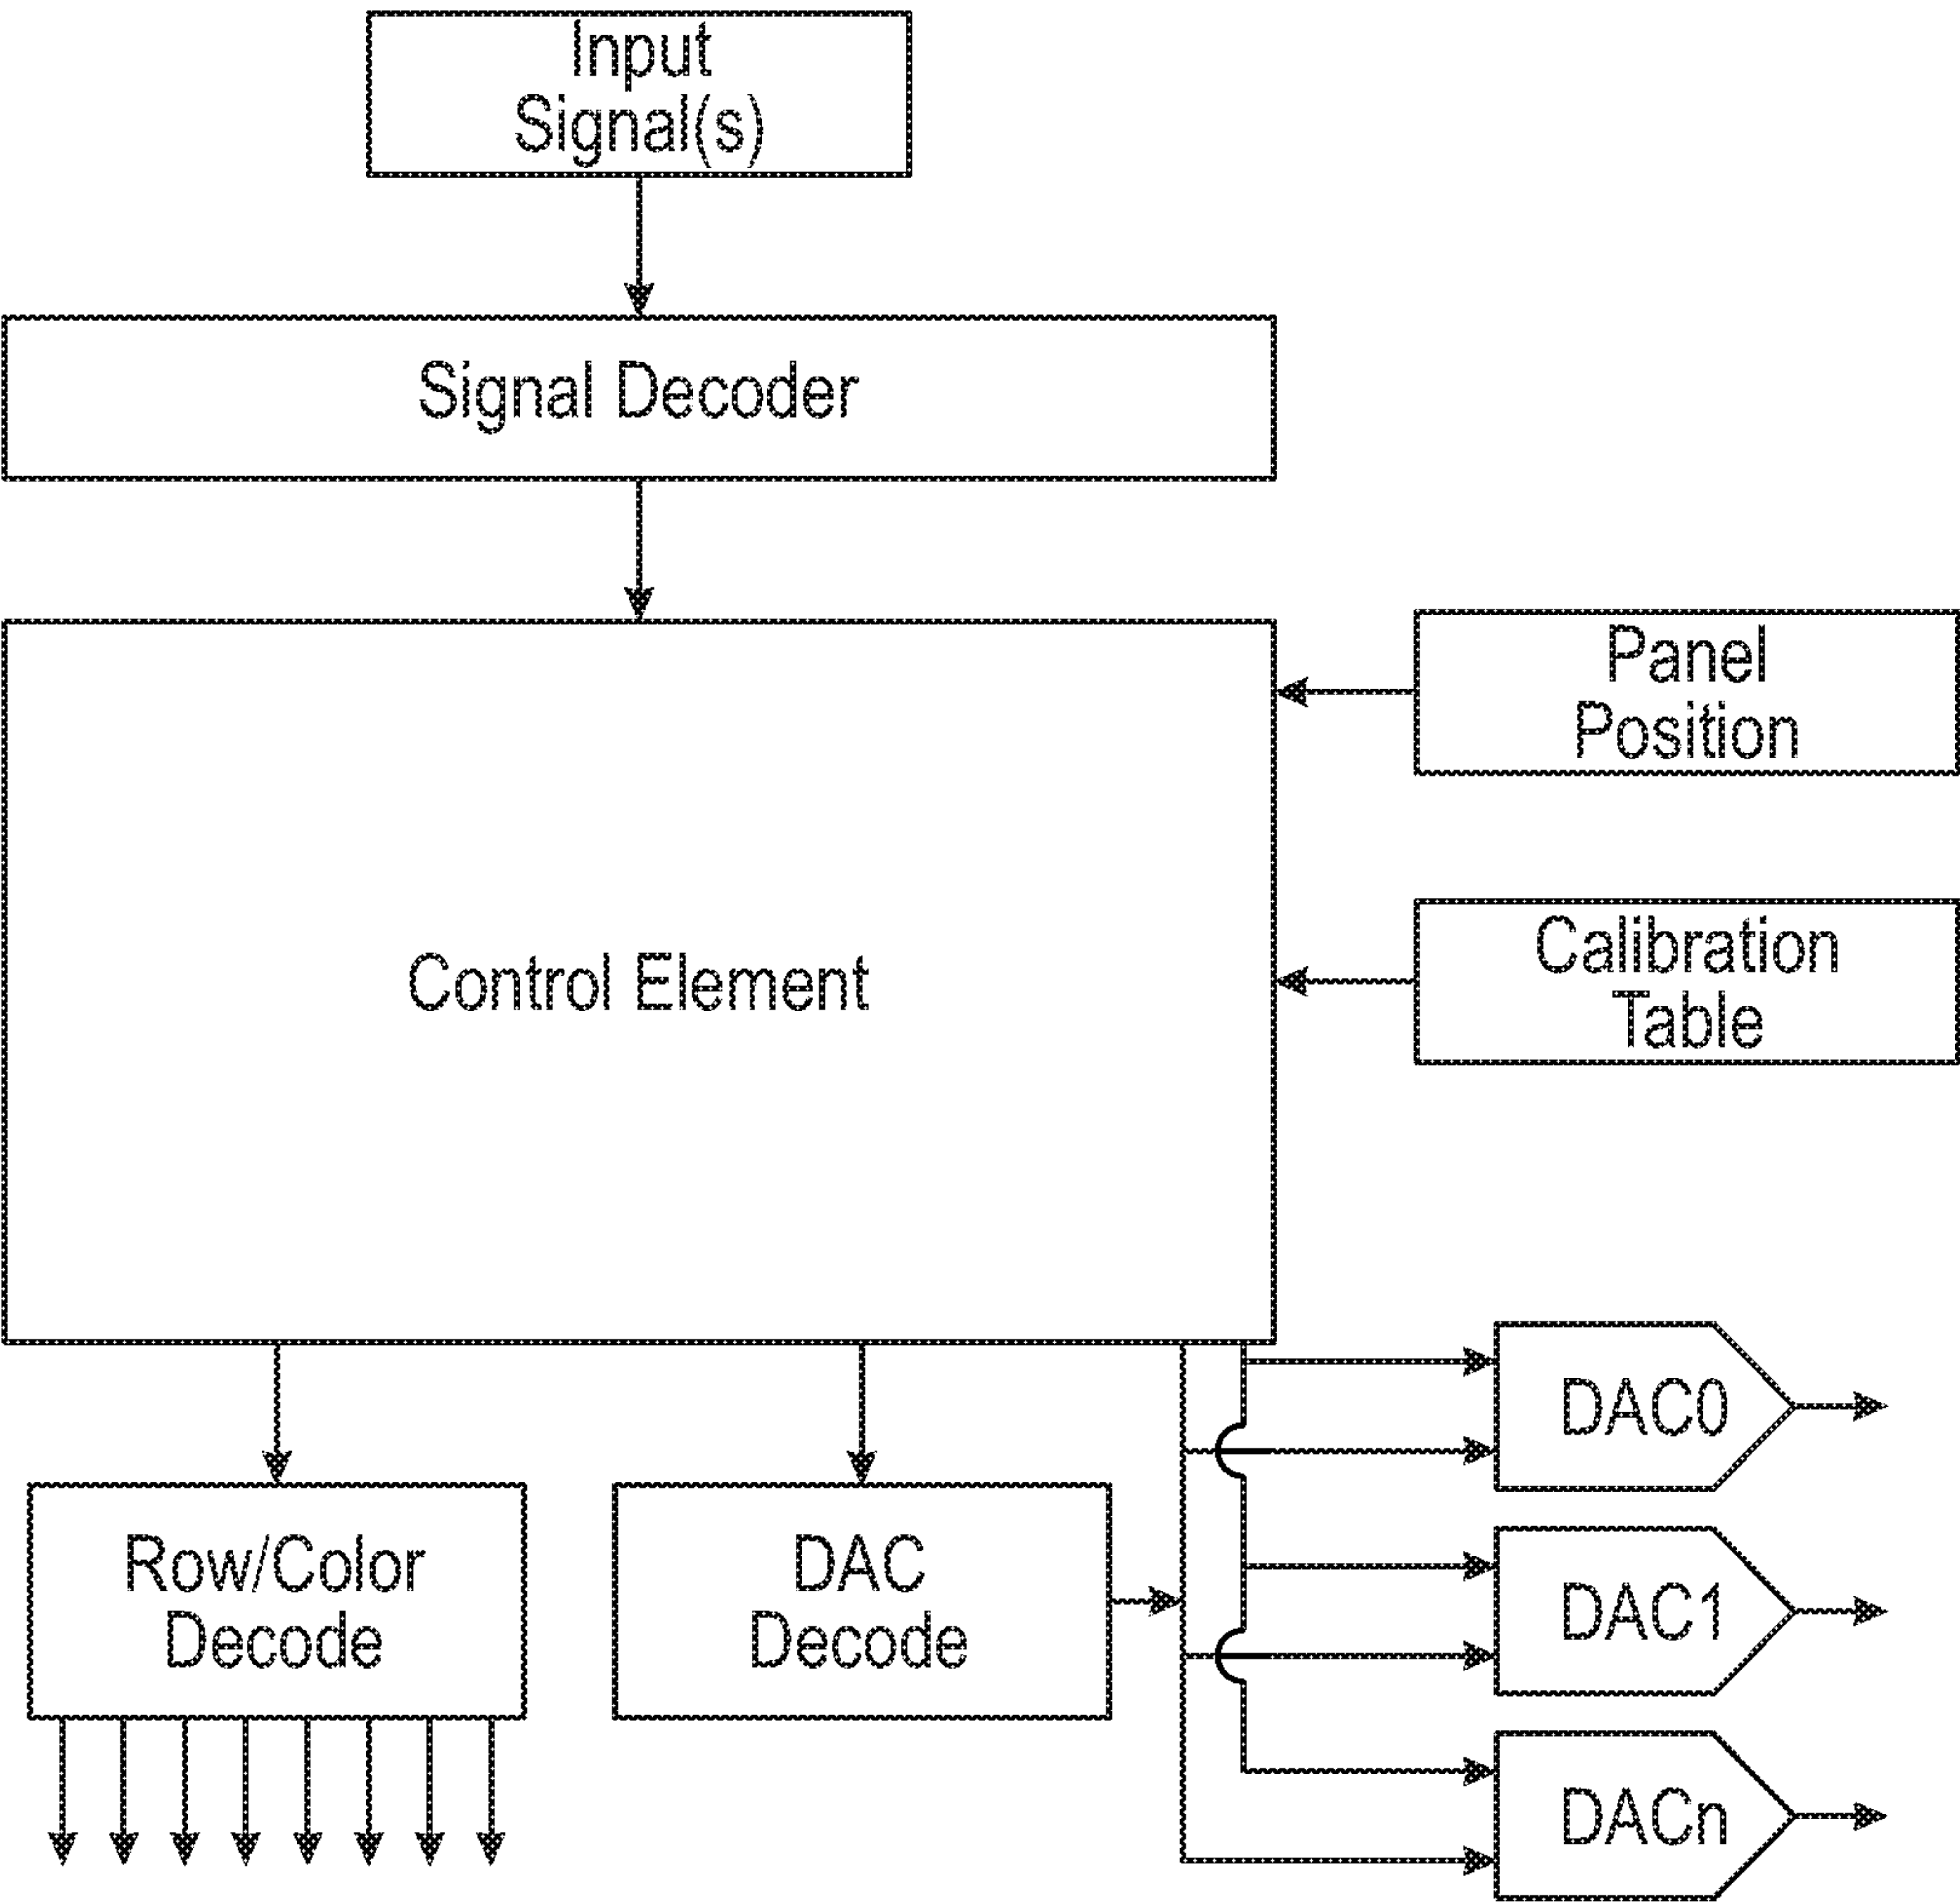 Input
Signal(s)
Signal Decoder
Panel
Position
Control Element
Calibration
Table
DAC0
Row/Color
Decode
DAC
Decode
DAC1
DACn